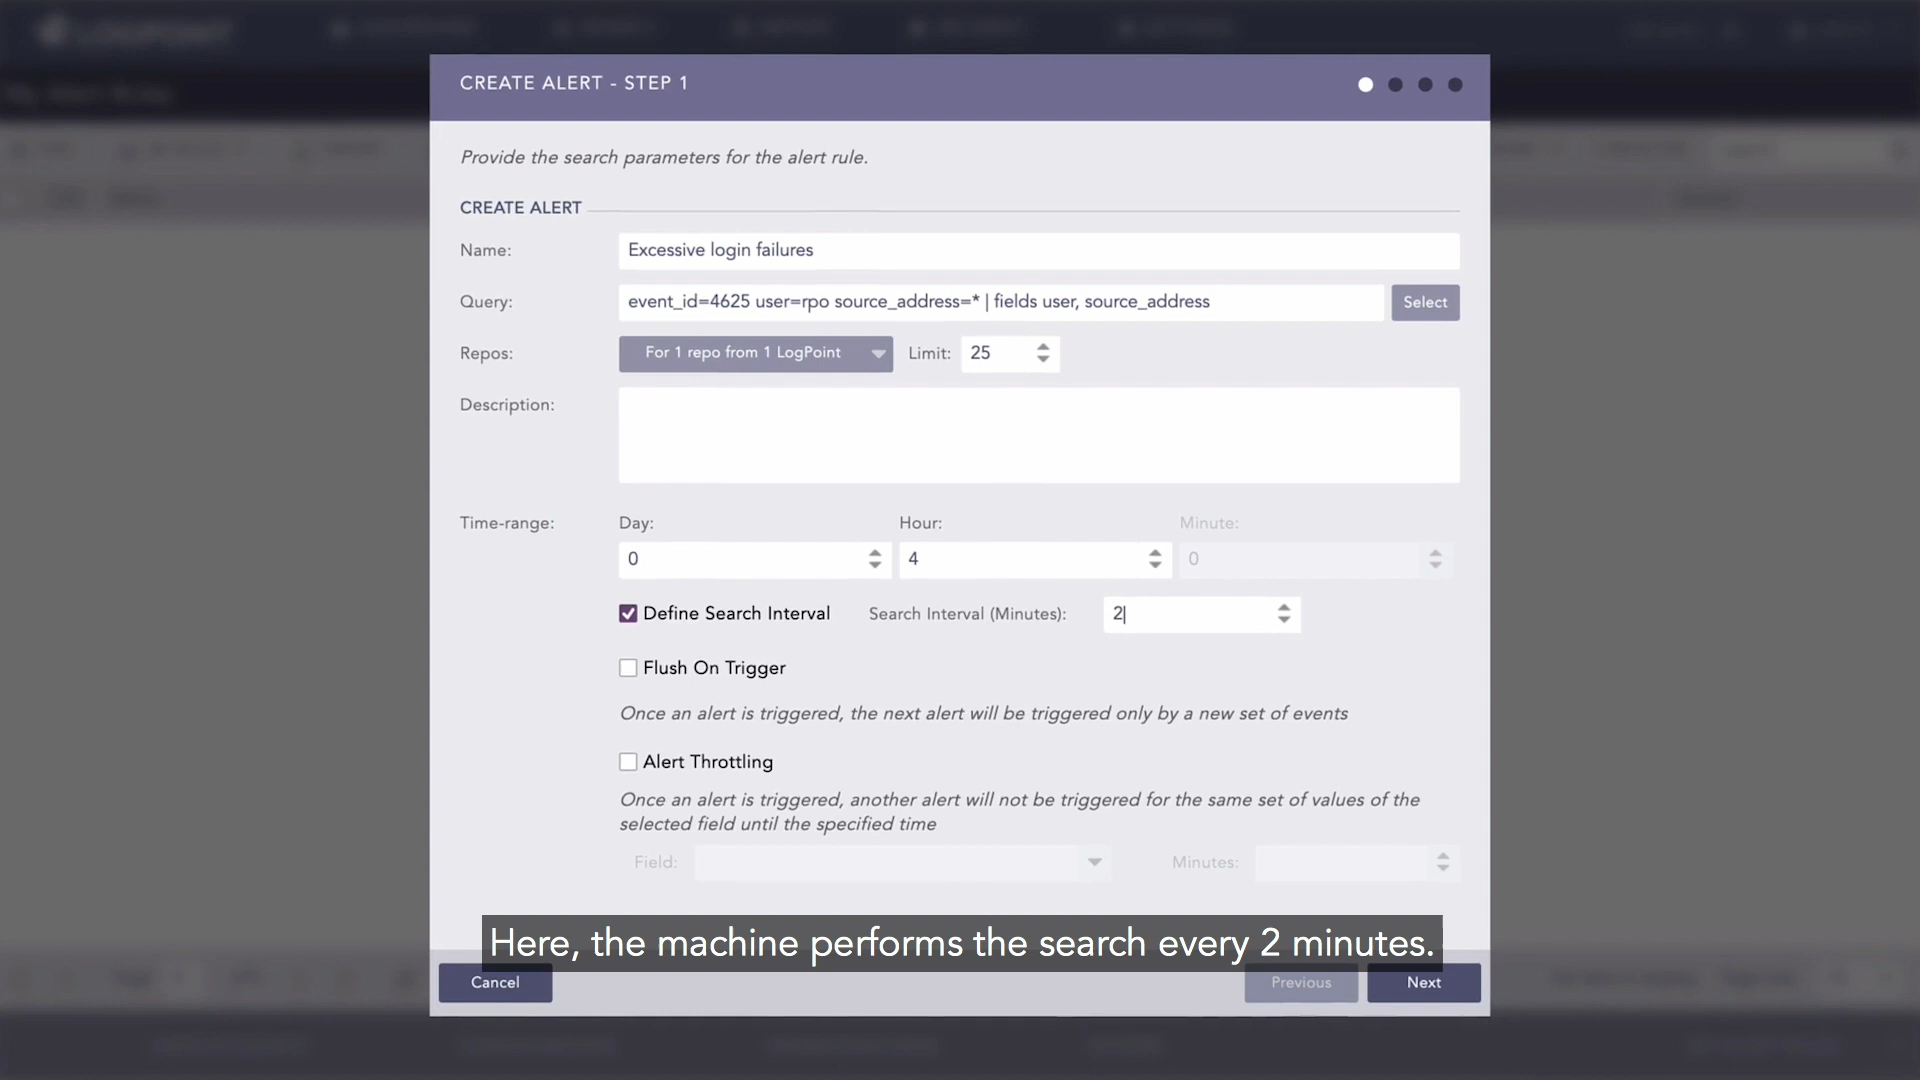 CREATE ALERT - STEP 1
Provide the search parameters for the alert rule.
CREATE ALERT
Name: Excessive login failures
Query: event_id=4625 user=rpo source_address=* | fields user, source_address Select
Repos: For 1 repo from 1 LogPoint Limit: 25
Description:
Time-range: Day: Hour: Minute:
0 4 0
Define Search Interval Search Interval (Minutes): 2
Flush On Trigger
Once an alert is triggered, the next alert will be triggered only by a new set of events
Alert Throttling
Once an alert is triggered, another alert will not be triggered for the same set of values of the
selected field until the specified time
Field: Minutes:
Here, the machine performs the search every 2 minutes.
Cancel Previous Next